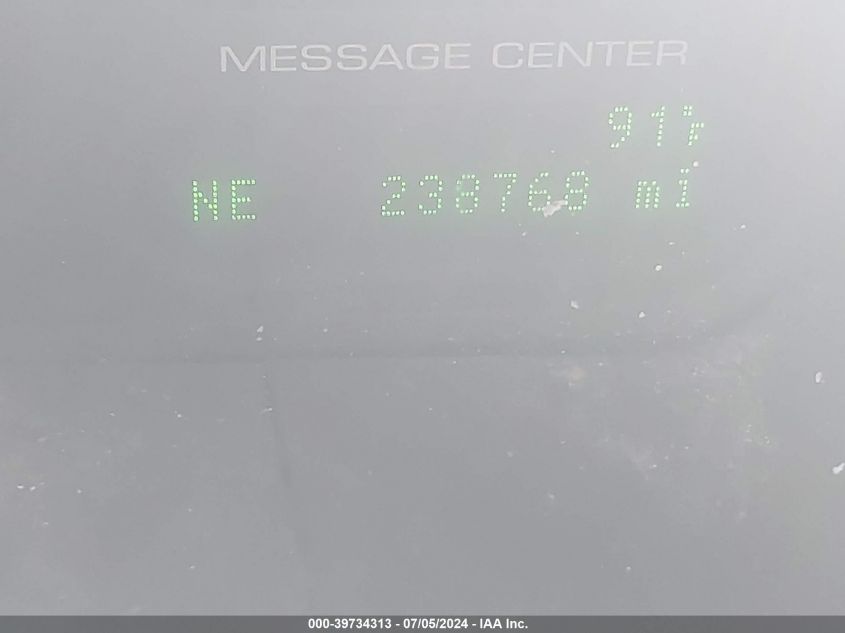 MESSAGE CENTER
91°F
NE 238768 mi
000-39734313 - 07/05/2024 - IAA Inc.